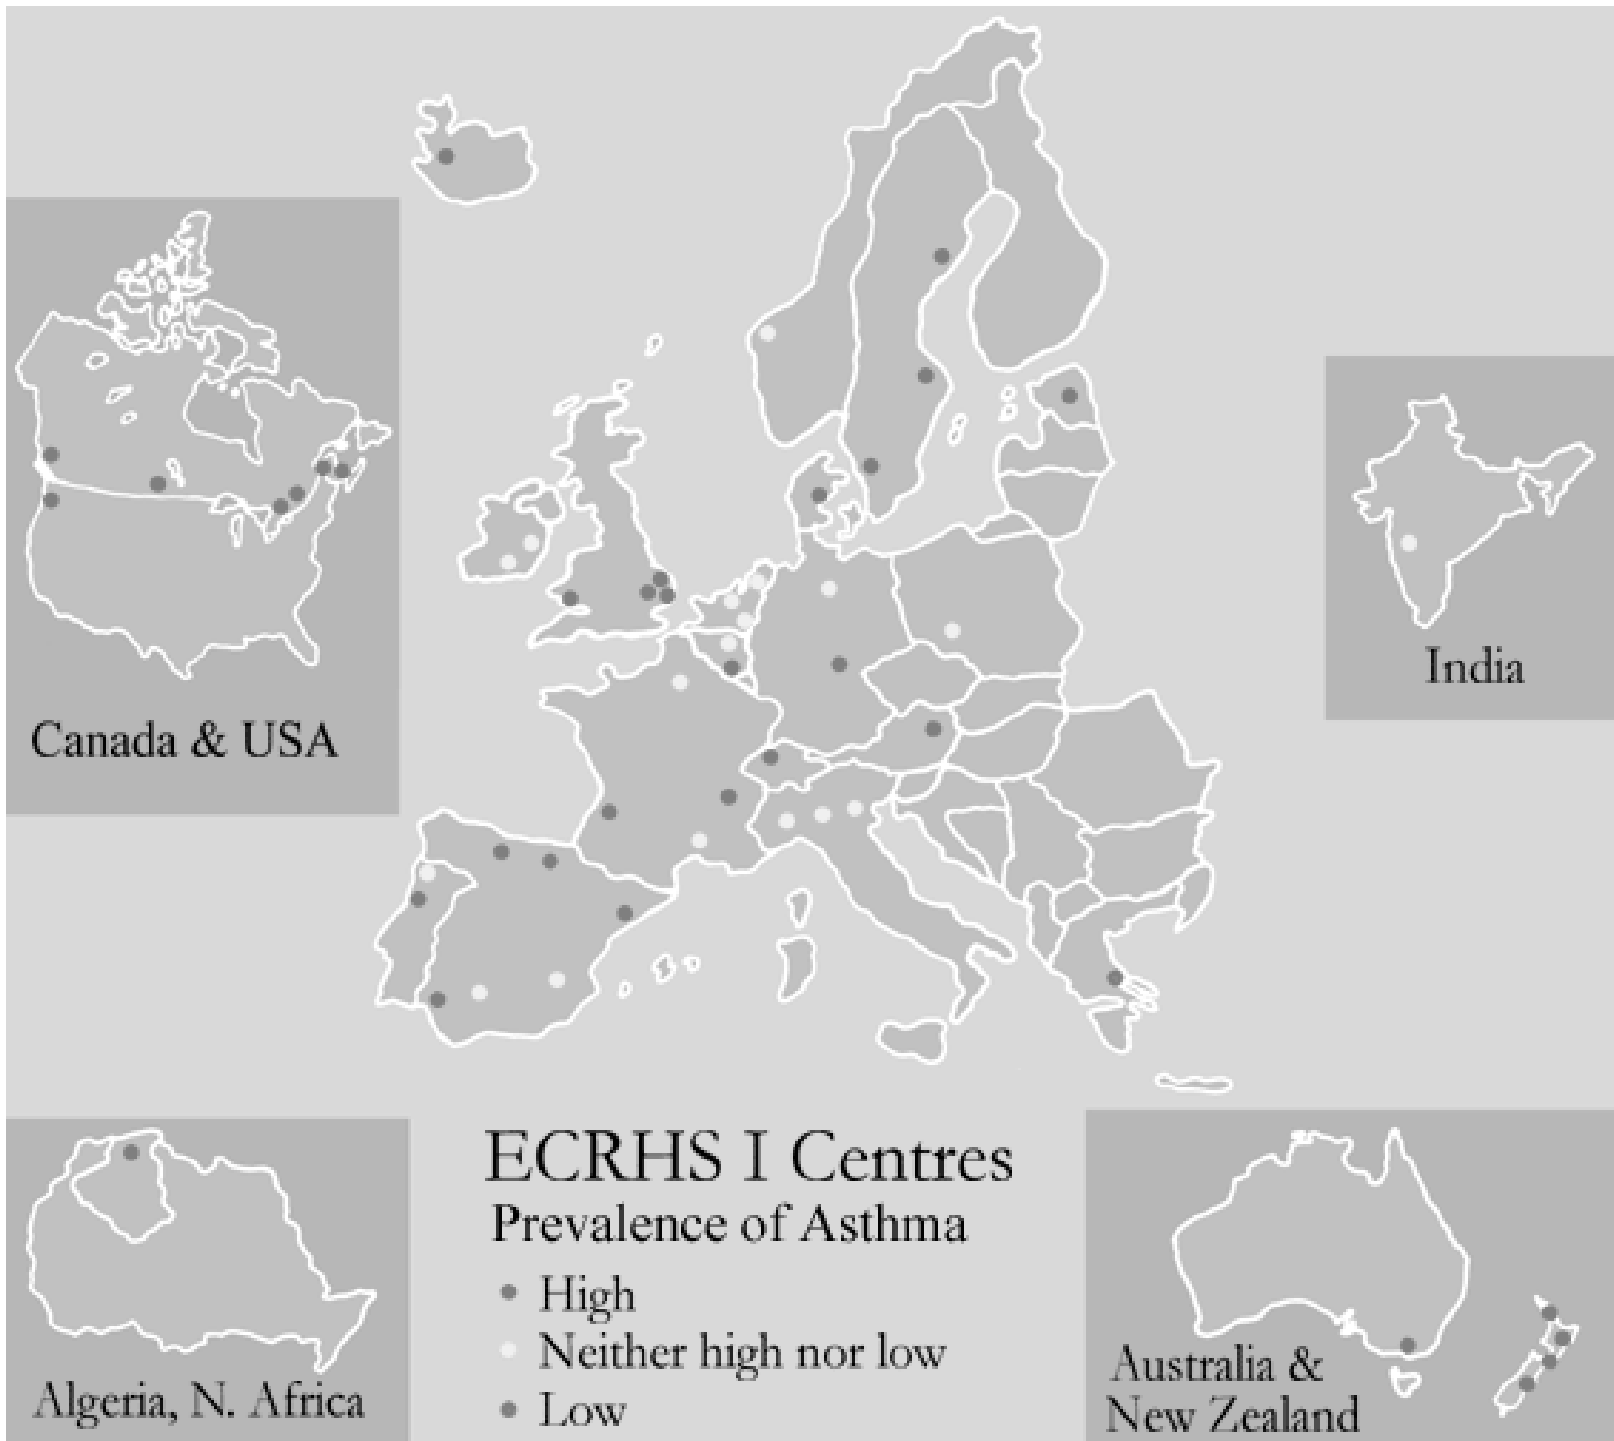 Canada & USA
India
ECRHS I Centres
Prevalence of Asthma
High
Neither high nor low
Low
Algeria, N. Africa
Australia &
New Zealand